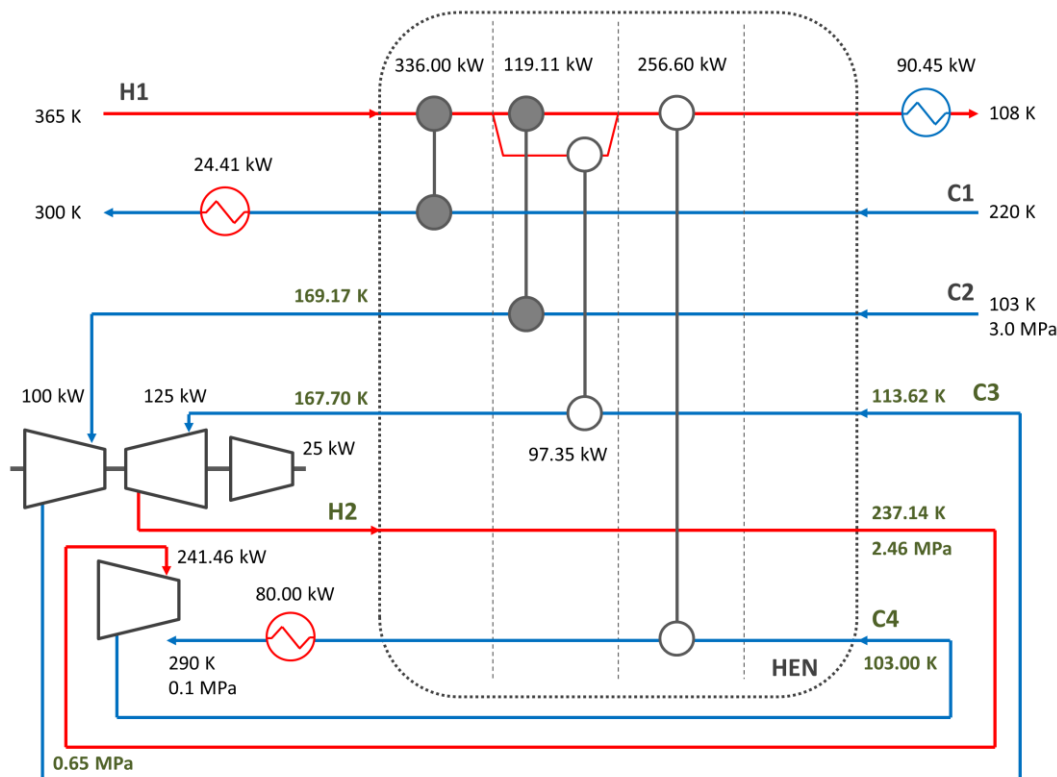 336.00 kW
119.11 kW
256.60 kW
90.45 kW
H1
365 K
108 K
24.41 kW
C1
300 K
220 K
169.17 K
C2
103 K
3.0 MPa
100 kW
125 kW
167.70 K
113.62 K
C3
25 kW
97.35 kW
H2
237.14 K
2.46 MPa
241.46 kW
80.00 kW
C4
290 K
0.1 MPa
HEN
103.00 K
0.65 MPa